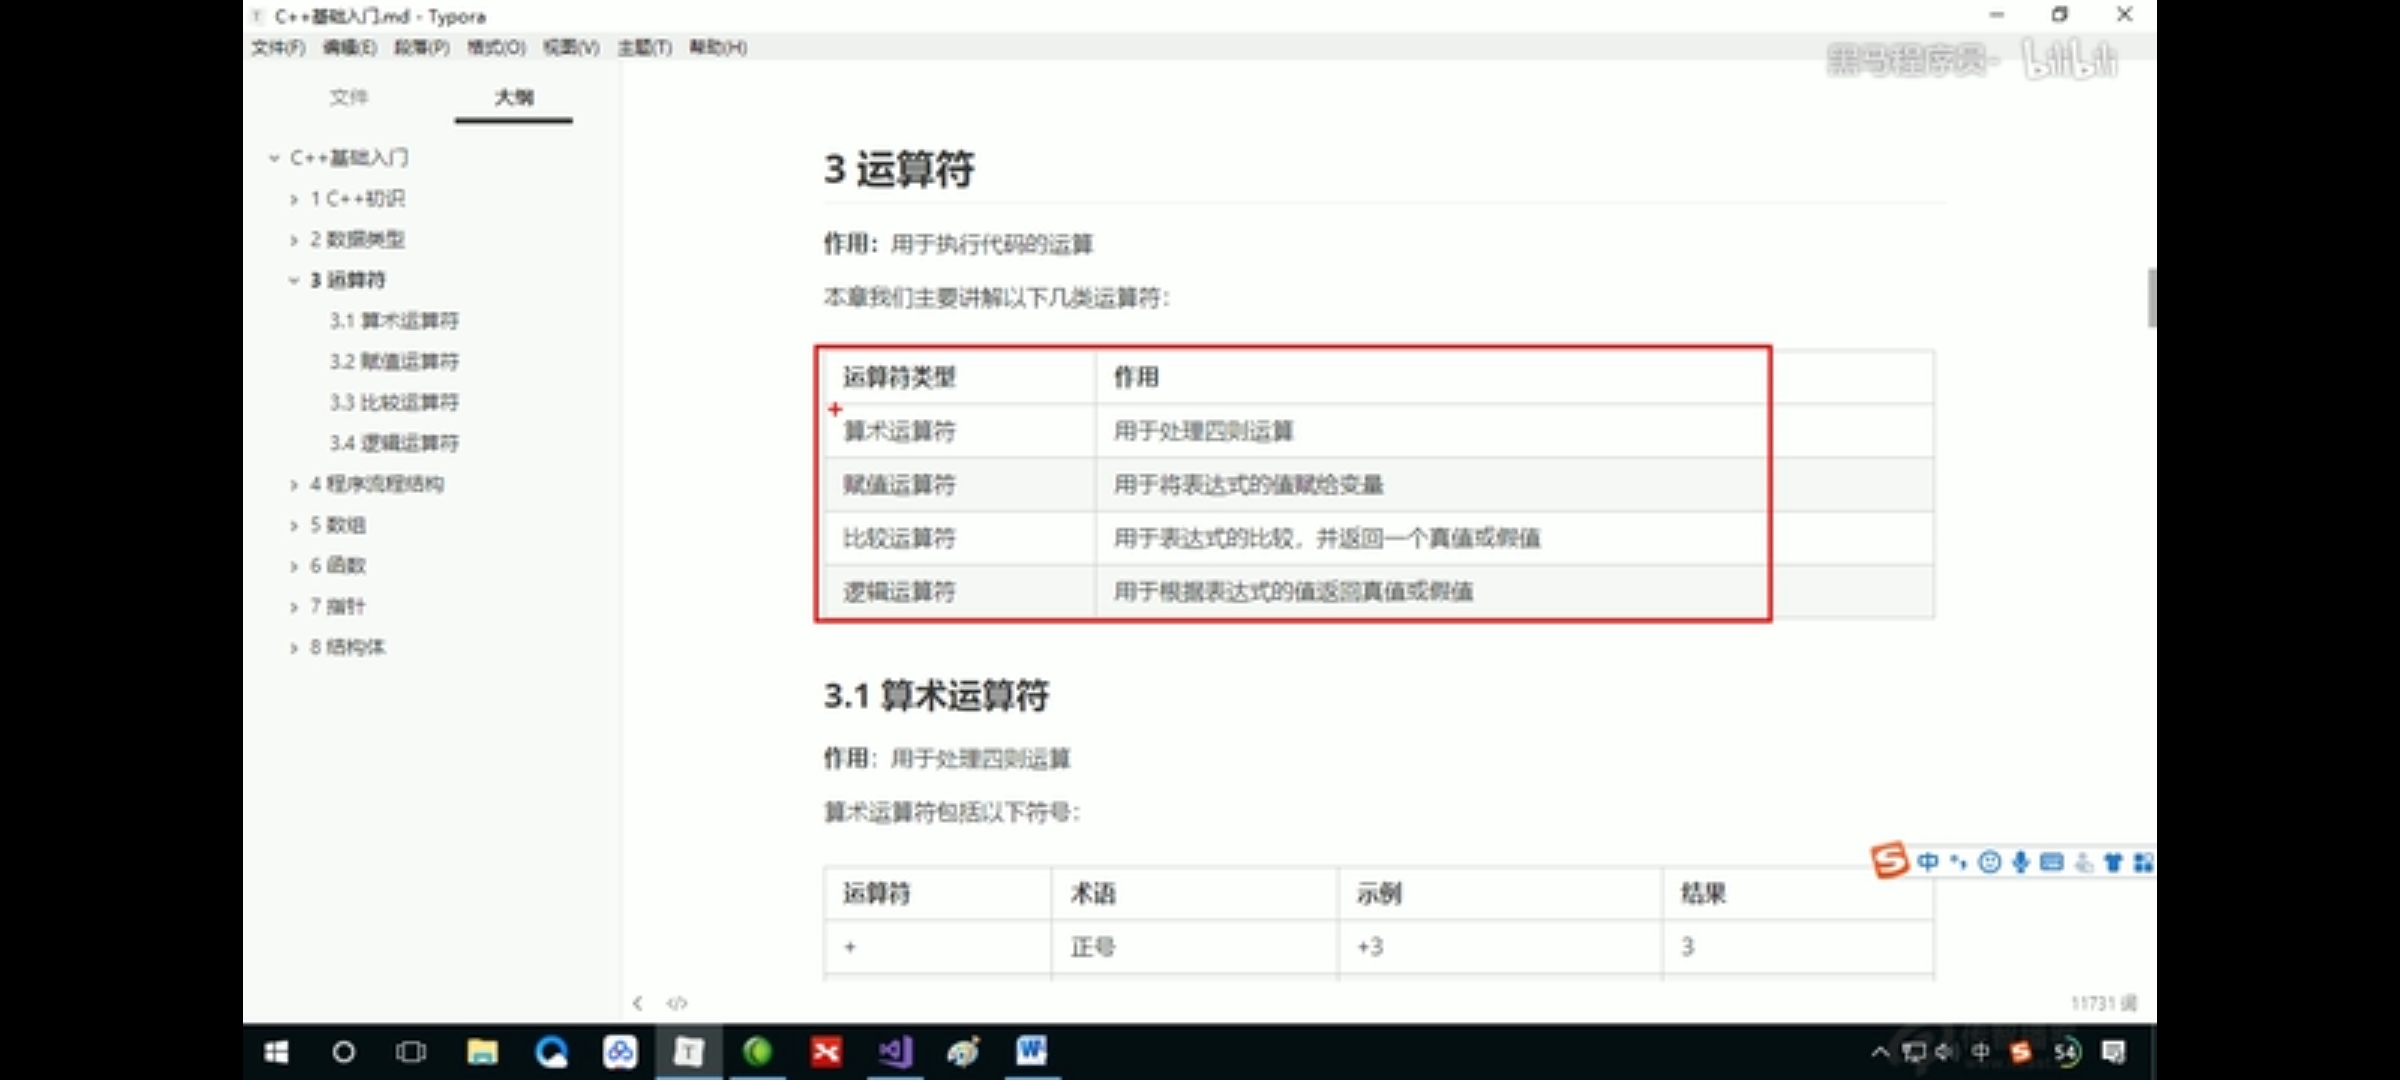 C++基础入门.md - Typora
文件(F) 编辑(E) 段落(P) 格式(O) 视图(V) 主题(T) 帮助(H)
黑马程序员- bilibili
文件 大纲
C++基础入门
1 C++初识
2 数据类型
3 运算符
3.1 算术运算符
3.2 赋值运算符
3.3 比较运算符
3.4 逻辑运算符
4 程序流程结构
5 数组
6 函数
7 指针
8 结构体
3 运算符
作用：用于执行代码的运算
本章我们主要讲解以下几类运算符：
运算符类型 作用
算术运算符 用于处理四则运算
赋值运算符 用于将表达式的值赋给变量
比较运算符 用于表达式的比较，并返回一个真值或假值
逻辑运算符 用于根据表达式的值返回真值或假值
3.1 算术运算符
作用：用于处理四则运算
算术运算符包括以下符号：
运算符 术语 示例 结果
+ 正号 +3 3
中
11731 词
中 54